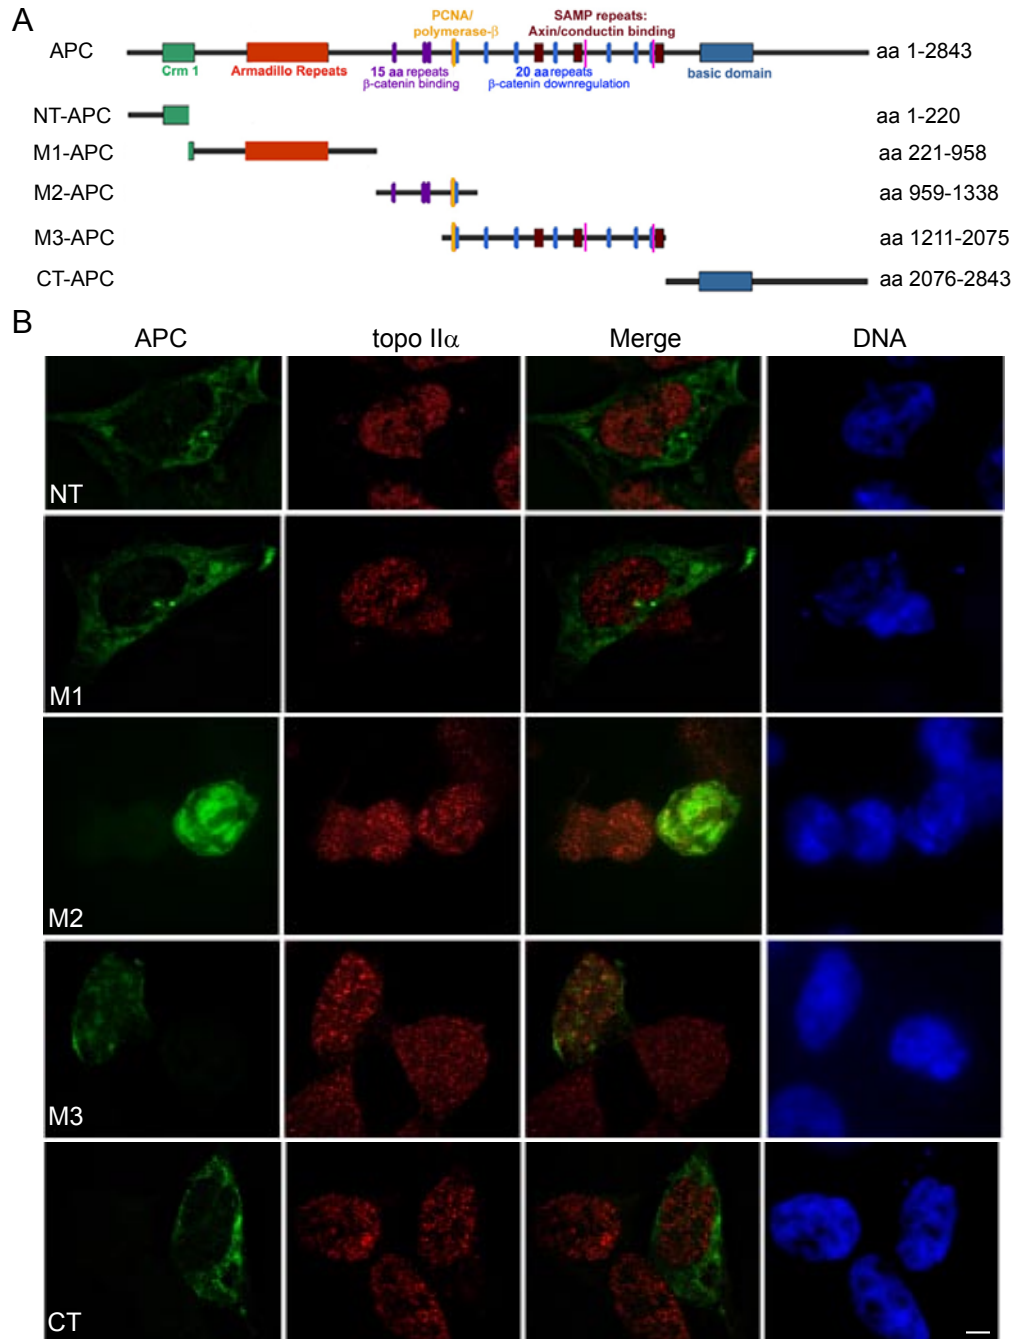 A
PCNA/
polymerase-β
SAMP repeats:
Axin/conductin binding
APC
aa 1-2843
Crm 1
Armadillo Repeats
15 aa repeats
β-catenin binding
20 aa repeats
β-catenin downregulation
basic domain
NT-APC
aa 1-220
M1-APC
aa 221-958
M2-APC
aa 959-1338
M3-APC
aa 1211-2075
CT-APC
aa 2076-2843
B
APC topo IIα Merge DNA
NT
M1
M2
M3
CT